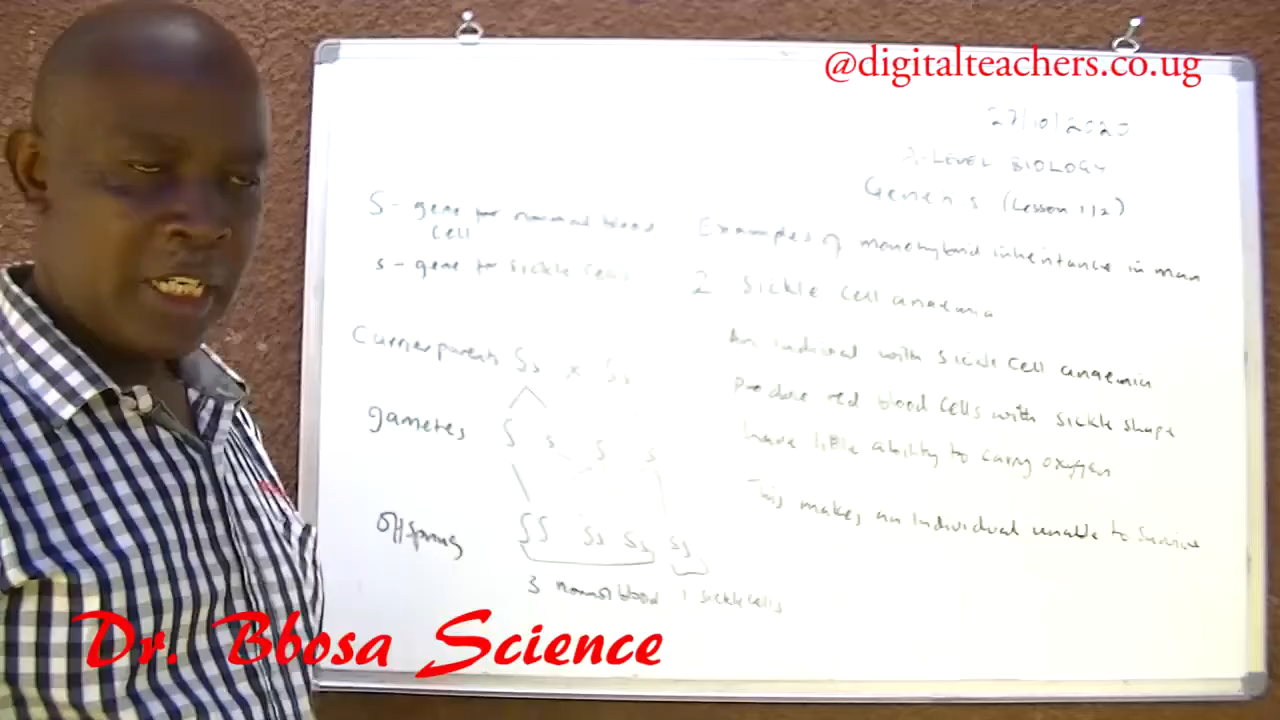 @digitalteachers.co.ug
27/10/2020
A-LEVEL BIOLOGY
Genetics (Lesson 1/2)
Examples of monohybrid inheritance in man
2 Sickle cell anaemia
An individual with sickle cell anaemia
produce red blood cells with sickle shape
have little ability to carry oxygen
This makes an individual unable to survive
S - gene for normal blood
cell
s - gene for sickle cells
Carrier parents Ss x Ss
gametes S s S s
offspring SS Ss Ss ss
3 normal blood 1 sickle cells
Dr. Bbosa Science